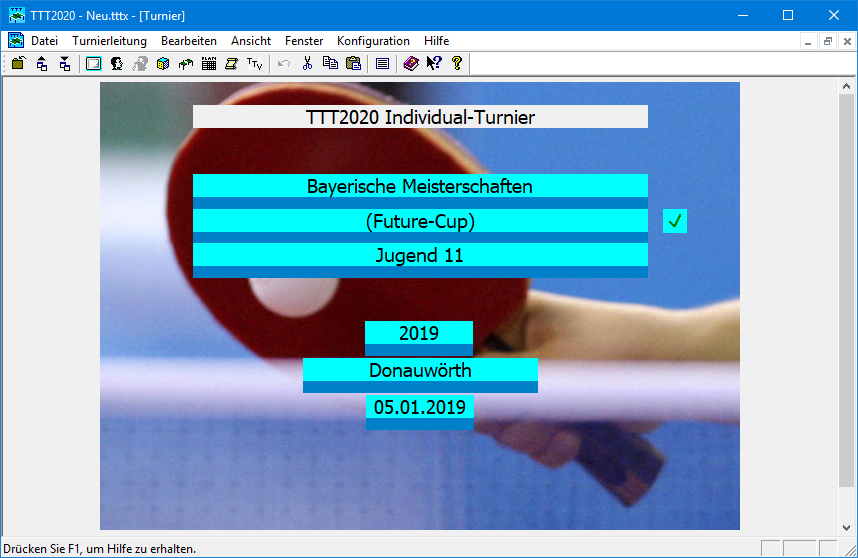 TTT2020 - Neu.tttx - [Turnier]
Datei Turnierleitung Bearbeiten Ansicht Fenster Konfiguration Hilfe
TTT2020 Individual-Turnier
Bayerische Meisterschaften
(Future-Cup)
Jugend 11
2019
Donauwörth
05.01.2019
Drücken Sie F1, um Hilfe zu erhalten.